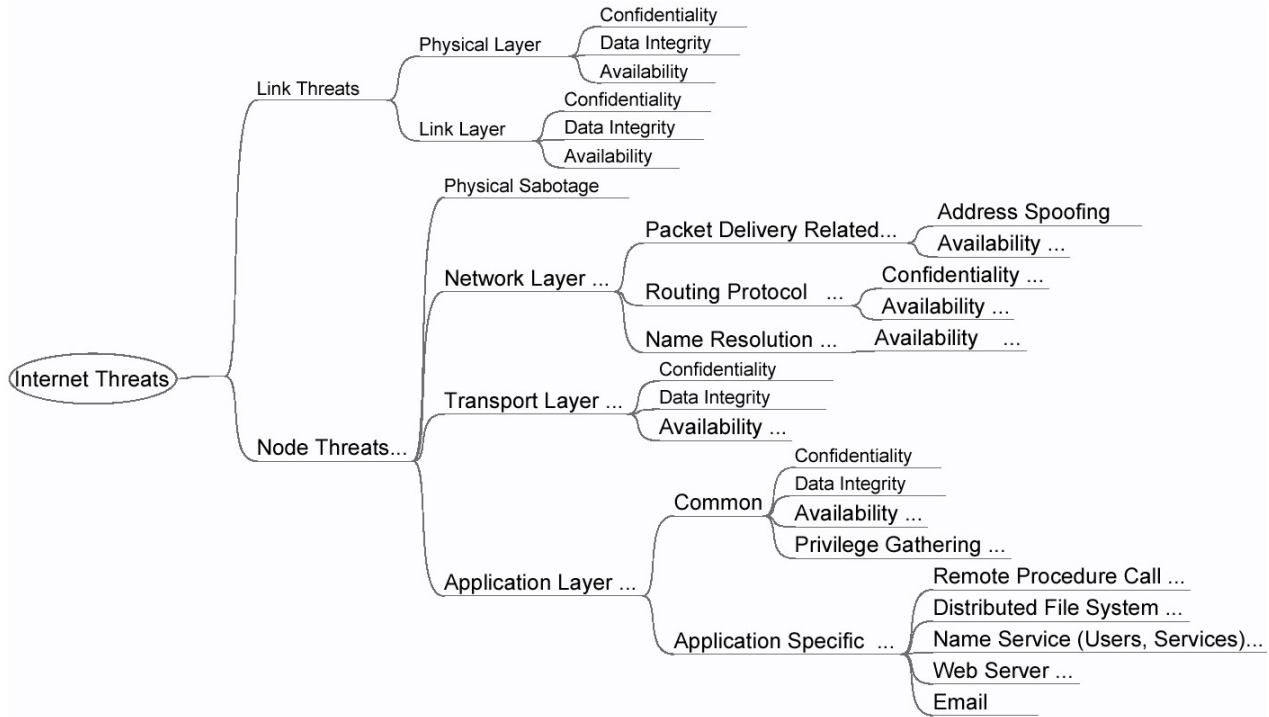 Confidentiality
Physical Layer
Data Integrity
Availability
Link Threats
Confidentiality
Link Layer
Data Integrity
Availability
Physical Sabotage
Address Spoofing
Packet Delivery Related...
Availability ...
Network Layer ...
Confidentiality ...
Routing Protocol ...
Availability ...
Name Resolution ...
Availability ...
Internet Threats
Confidentiality
Transport Layer ...
Data Integrity
Availability ...
Node Threats...
Confidentiality
Common
Data Integrity
Availability ...
Privilege Gathering ...
Application Layer ...
Remote Procedure Call ...
Distributed File System ...
Application Specific ...
Name Service (Users, Services)...
Web Server ...
Email